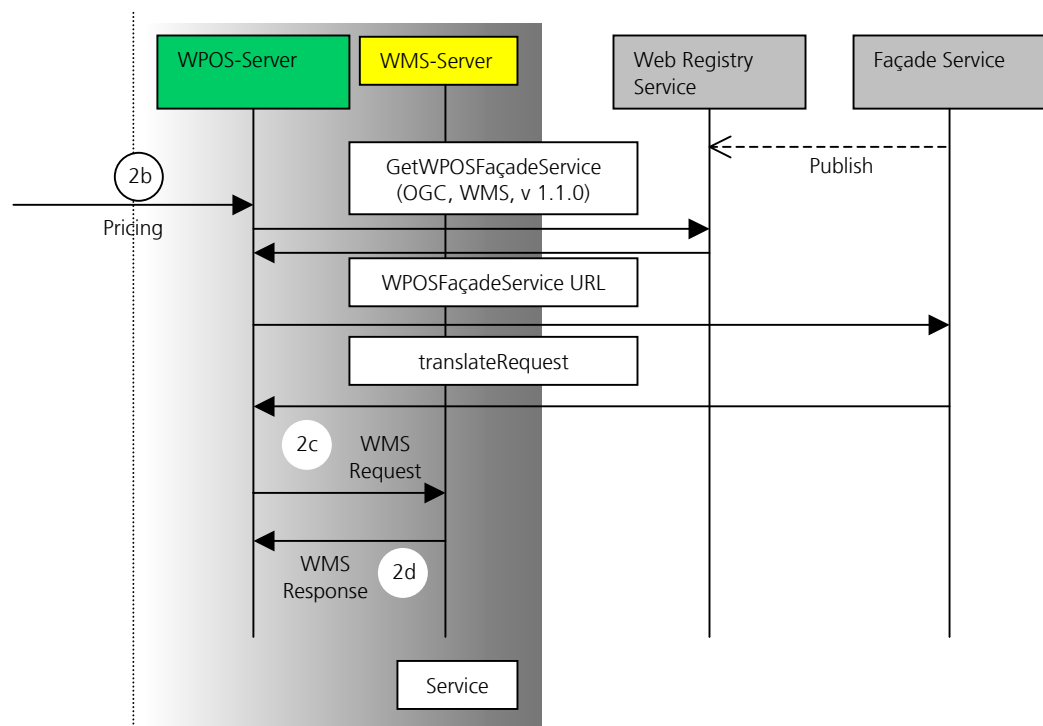 WPOS-Server
WMS-Server
Web Registry
Service
Façade Service
Publish
2b
GetWPOSFaçadeService
(OGC, WMS, v 1.1.0)
Pricing
WPOSFaçadeService URL
translateRequest
2c
WMS
Request
WMS
Response
2d
Service